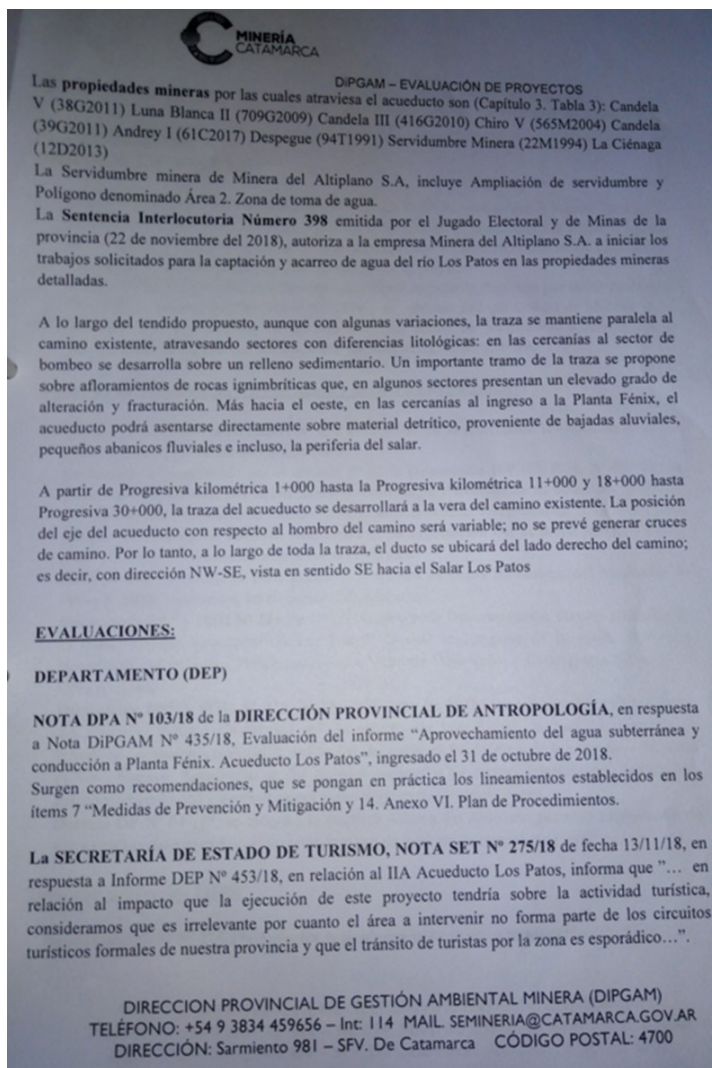 MINERÍA
CATAMARCA
DiPGAM – EVALUACIÓN DE PROYECTOS
Las propiedades mineras por las cuales atraviesa el acueducto son (Capítulo 3. Tabla 3): Candela
V (38G2011) Luna Blanca II (709G2009) Candela III (416G2010) Chiro V (565M2004) Candela
(39G2011) Andrey I (61C2017) Despegue (94T1991) Servidumbre Minera (22M1994) La Ciénaga
(12D2013)
La Servidumbre minera de Minera del Altiplano S.A, incluye Ampliación de servidumbre y
Polígono denominado Área 2. Zona de toma de agua.
La Sentencia Interlocutoria Número 398 emitida por el Jugado Electoral y de Minas de la
provincia (22 de noviembre del 2018), autoriza a la empresa Minera del Altiplano S.A. a iniciar los
trabajos solicitados para la captación y acarreo de agua del río Los Patos en las propiedades mineras
detalladas.
A lo largo del tendido propuesto, aunque con algunas variaciones, la traza se mantiene paralela al
camino existente, atravesando sectores con diferencias litológicas: en las cercanías al sector de
bombeo se desarrolla sobre un relleno sedimentario. Un importante tramo de la traza se propone
sobre afloramientos de rocas ignimbríticas que, en algunos sectores presentan un elevado grado de
alteración y fracturación. Más hacia el oeste, en las cercanías al ingreso a la Planta Fénix, el
acueducto podrá asentarse directamente sobre material detrítico, proveniente de bajadas aluviales,
pequeños abanicos fluviales e incluso, la periferia del salar.
A partir de Progresiva kilométrica 1+000 hasta la Progresiva kilométrica 11+000 y 18+000 hasta
Progresiva 30+000, la traza del acueducto se desarrollará a la vera del camino existente. La posición
del eje del acueducto con respecto al hombro del camino será variable; no se prevé generar cruces
de camino. Por lo tanto, a lo largo de toda la traza, el ducto se ubicará del lado derecho del camino;
es decir, con dirección NW-SE, vista en sentido SE hacia el Salar Los Patos
EVALUACIONES:
DEPARTAMENTO (DEP)
NOTA DPA Nº 103/18 de la DIRECCIÓN PROVINCIAL DE ANTROPOLOGÍA, en respuesta
a Nota DiPGAM Nº 435/18, Evaluación del informe “Aprovechamiento del agua subterránea y
conducción a Planta Fénix. Acueducto Los Patos”, ingresado el 31 de octubre de 2018.
Surgen como recomendaciones, que se pongan en práctica los lineamientos establecidos en los
ítems 7 “Medidas de Prevención y Mitigación y 14. Anexo VI. Plan de Procedimientos.
La SECRETARÍA DE ESTADO DE TURISMO, NOTA SET Nº 275/18 de fecha 13/11/18, en
respuesta a Informe DEP Nº 453/18, en relación al IIA Acueducto Los Patos, informa que ”… en
relación al impacto que la ejecución de este proyecto tendría sobre la actividad turística,
consideramos que es irrelevante por cuanto el área a intervenir no forma parte de los circuitos
turísticos formales de nuestra provincia y que el tránsito de turistas por la zona es esporádico…”.
DIRECCION PROVINCIAL DE GESTIÓN AMBIENTAL MINERA (DIPGAM)
TELÉFONO: +54 9 3834 459656 – Int: 114 MAIL. SEMINERIA@CATAMARCA.GOV.AR
DIRECCIÓN: Sarmiento 981 – SFV. De Catamarca CÓDIGO POSTAL: 4700